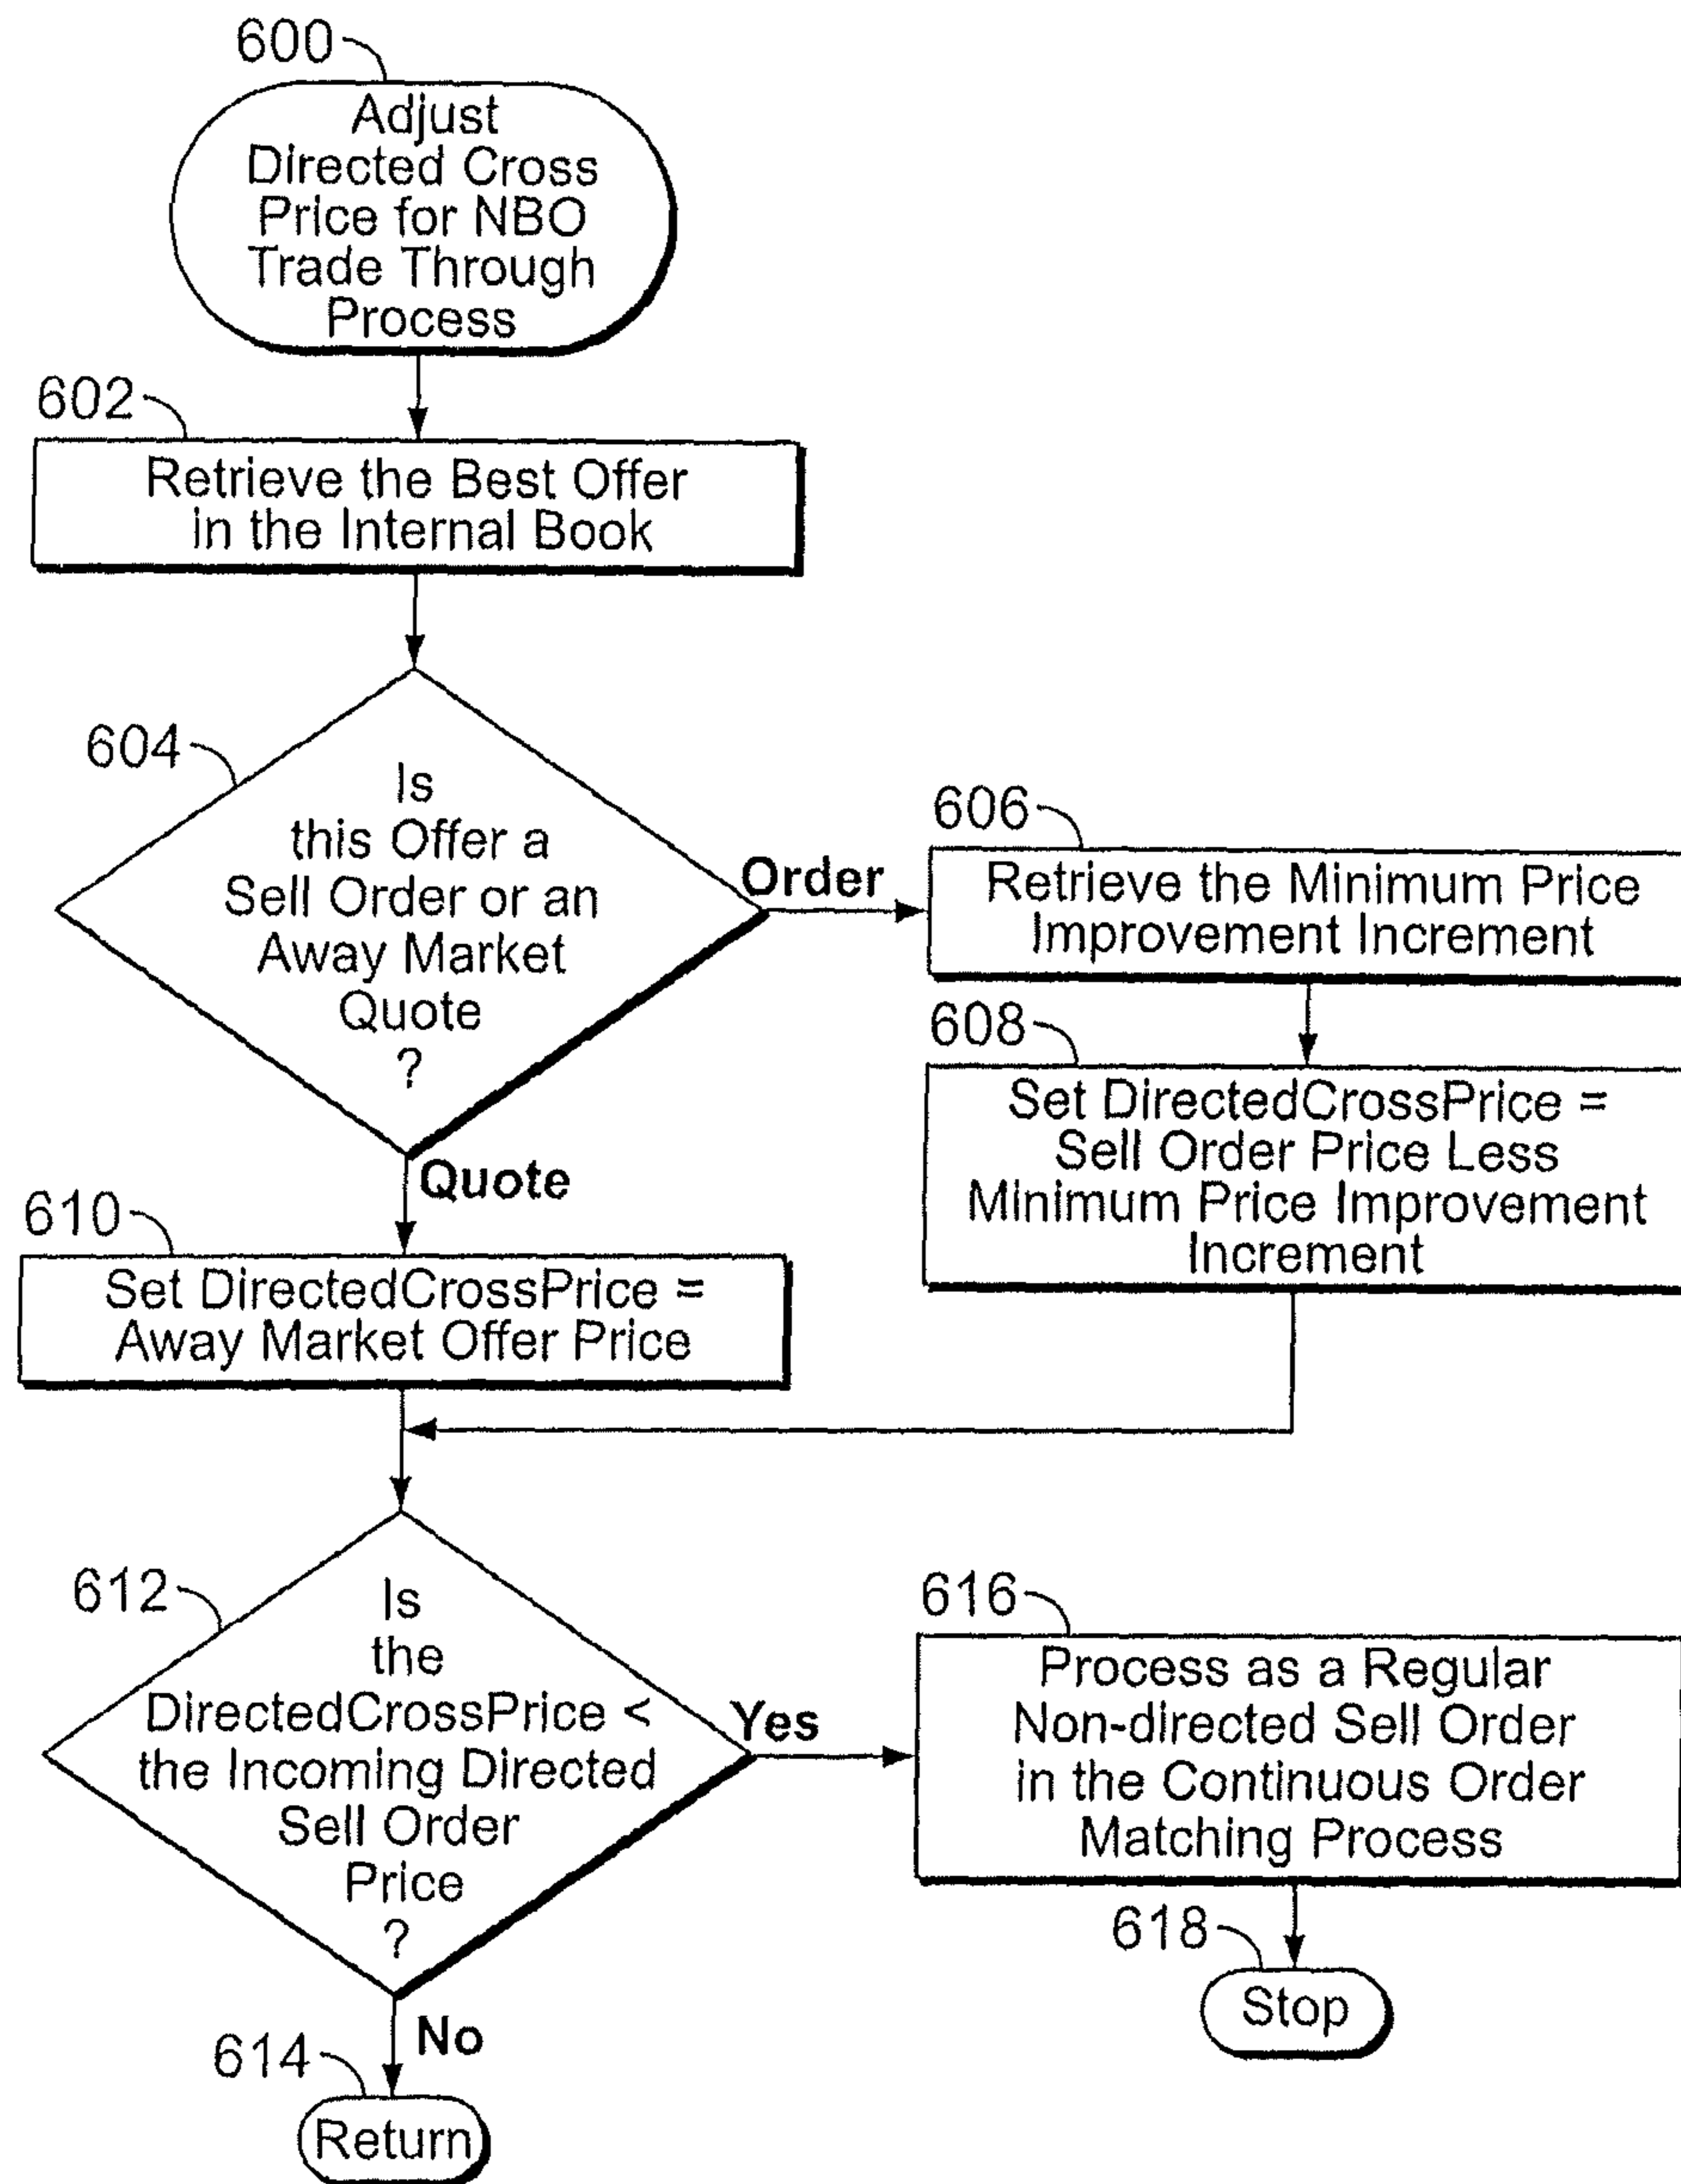 600
Adjust
Directed Cross
Price for NBO
Trade Through
Process
602
Retrieve the Best Offer
in the Internal Book
604
Is
this Offer a
Sell Order or an
Away Market
Quote
?
Order
606
Retrieve the Minimum Price
Improvement Increment
608
Set DirectedCrossPrice =
Sell Order Price Less
Minimum Price Improvement
Increment
Quote
610
Set DirectedCrossPrice =
Away Market Offer Price
612
Is
the
DirectedCrossPrice <
the Incoming Directed
Sell Order
Price
?
Yes
616
Process as a Regular
Non-directed Sell Order
in the Continuous Order
Matching Process
618
Stop
No
614
Return